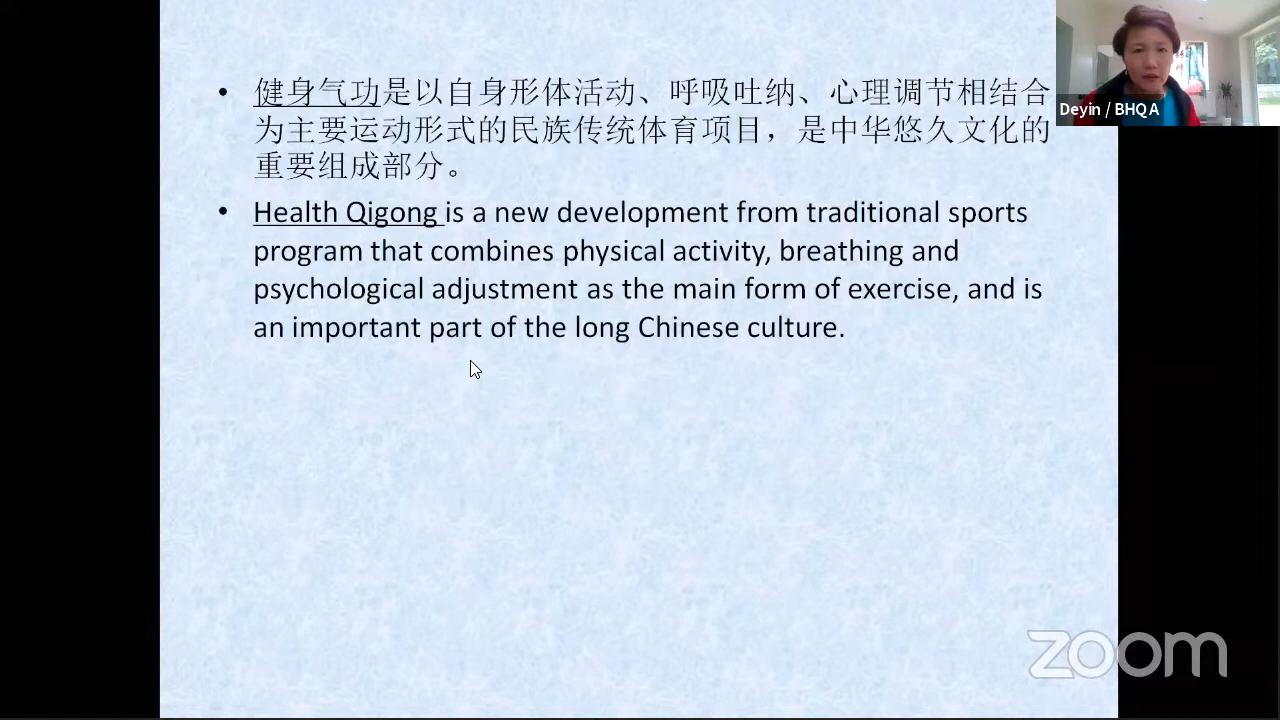 • 健身气功是以自身形体活动、呼吸吐纳、心理调节相结合
为主要运动形式的民族传统体育项目，是中华悠久文化的
重要组成部分。
• Health Qigong is a new development from traditional sports
program that combines physical activity, breathing and
psychological adjustment as the main form of exercise, and is
an important part of the long Chinese culture.
Deyin / BHQA
zoom